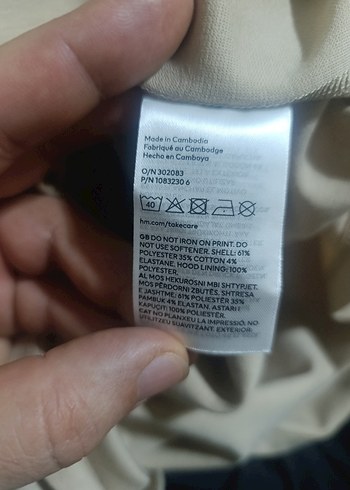 Made in Cambodia
Fabriqué au Cambodge
Hecho en Camboya
O/N 302083
P/N 1083230 6
40
hm.com/takecare
GB DO NOT IRON ON PRINT. DO
NOT USE SOFTENER. SHELL: 61%
POLYESTER 35% COTTON 4%
ELASTANE. HOOD LINING: 100%
POLYESTER.
AL MOS HEKUROSNI MBI SHTYPJET.
MOS PËRDORNI ZBUTËS. SHTRESA
E JASHTME: 61% POLIESTËR 35%
PAMBUK 4% ELASTAN. ASTARI I
KAPUÇIT: 100% POLIESTËR.
CAT NO PLANXEU LA IMPRESSIÓ. NO
UTILITZEU SUAVITZANT. EXTERIOR: